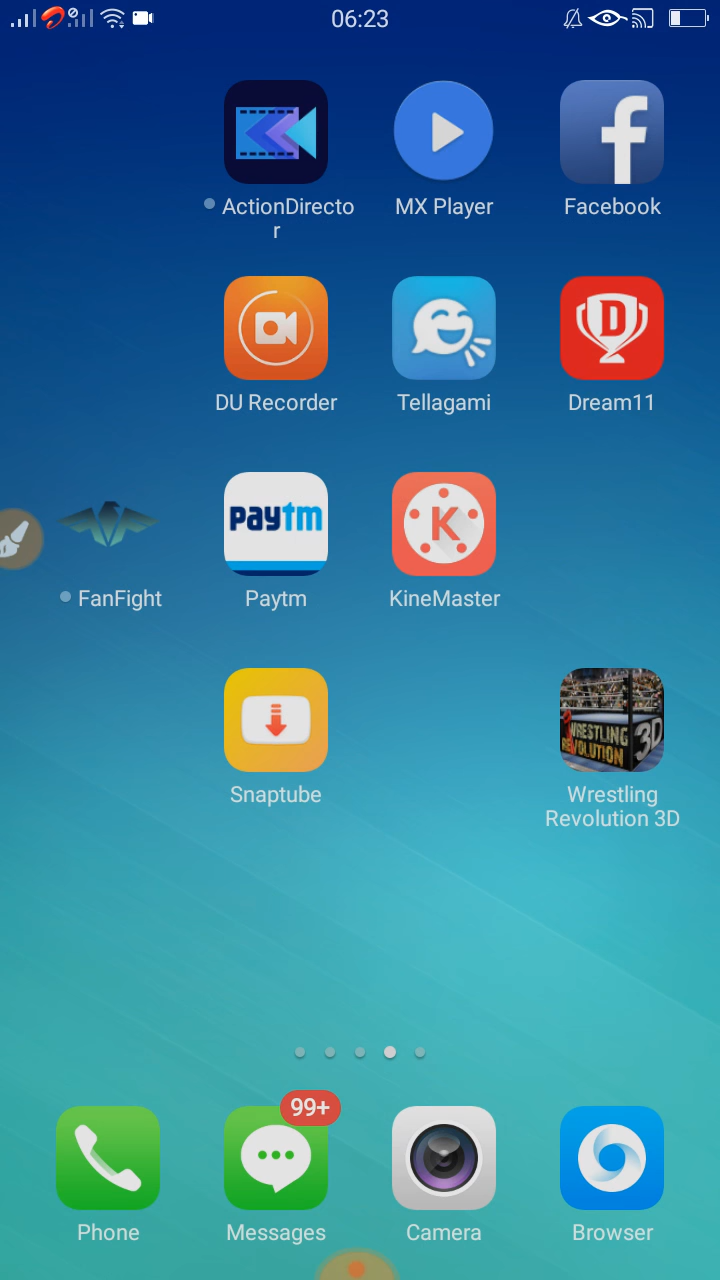 06:23
ActionDirecto
r
MX Player
Facebook
D
DU Recorder
Tellagami
Dream11
paytm
K
FanFight
Paytm
KineMaster
WRESTLING
REVOLUTION 3D
Snaptube
Wrestling
Revolution 3D
99+
Phone
Messages
Camera
Browser